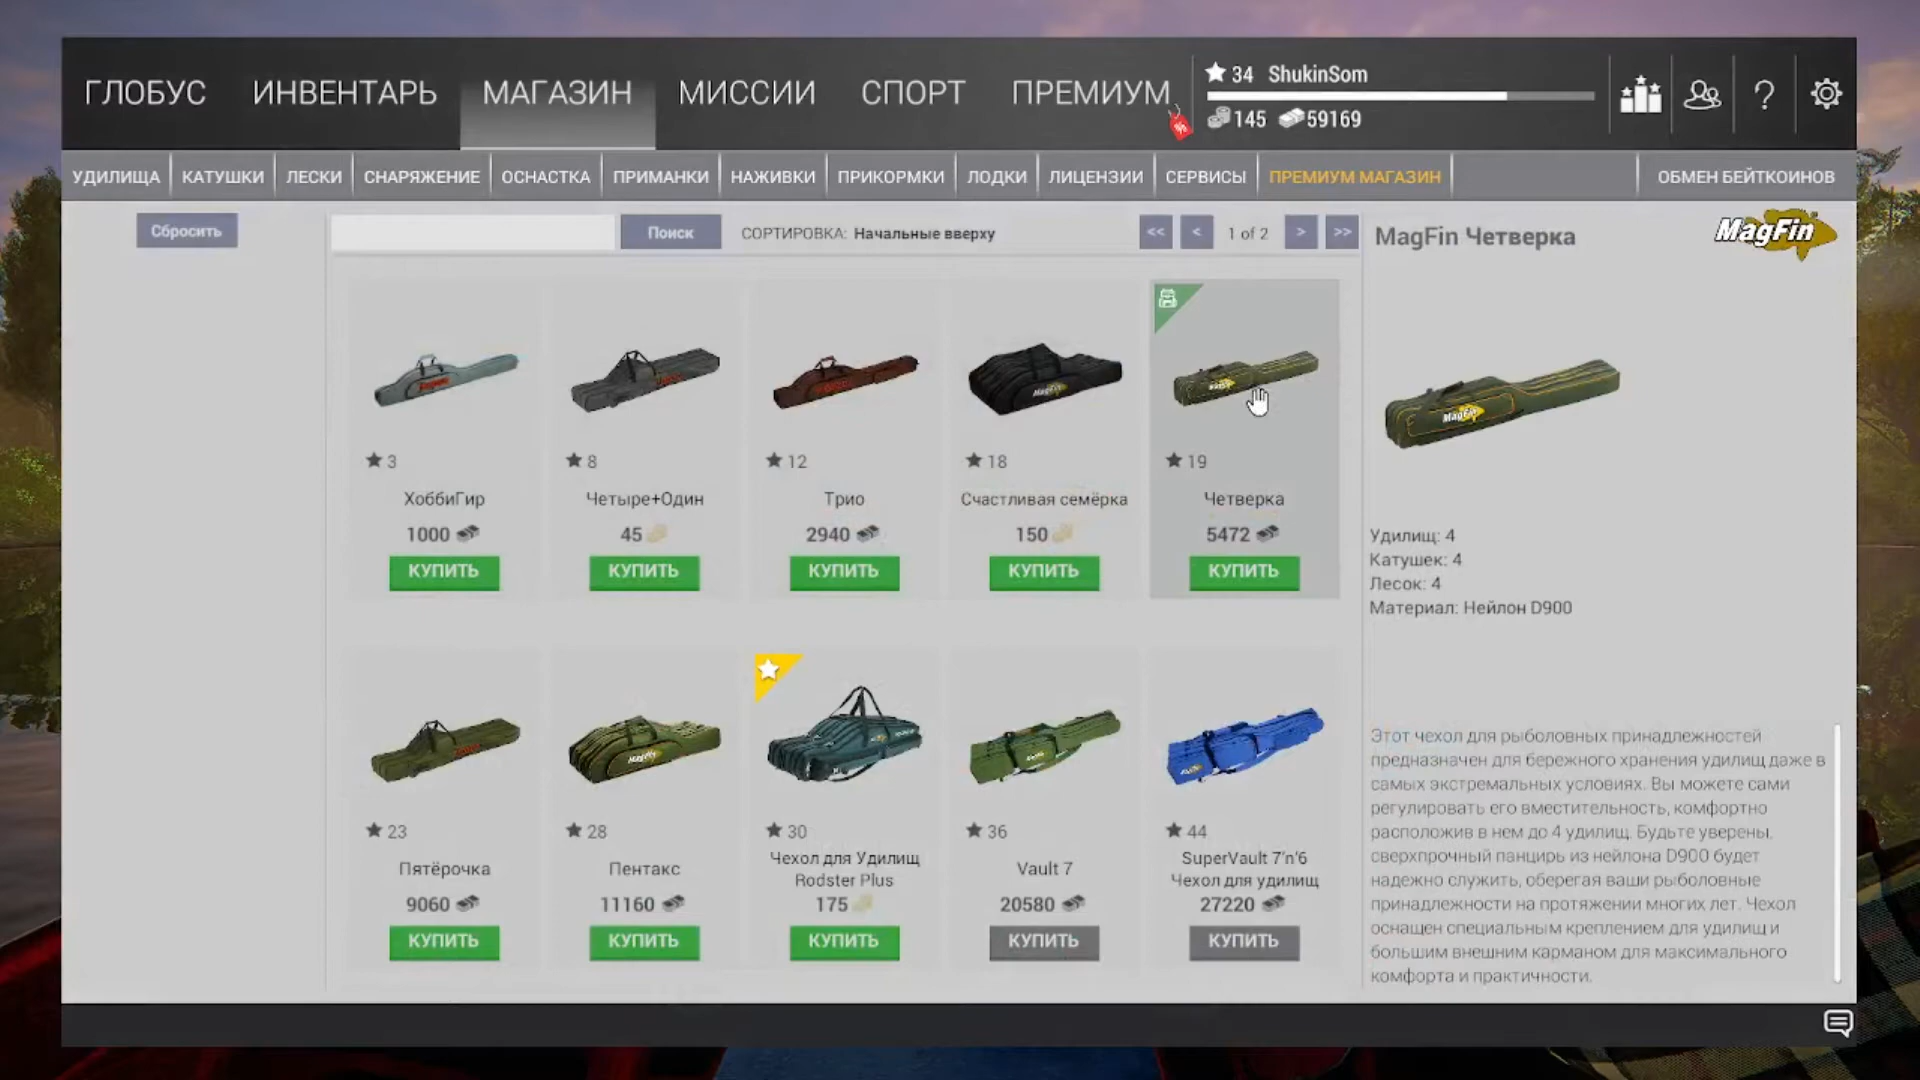 ГЛОБУС ИНВЕНТАРЬ МАГАЗИН МИССИИ СПОРТ ПРЕМИУМ
34 ShukinSom
145 59169
УДИЛИЩА КАТУШКИ ЛЕСКИ СНАРЯЖЕНИЕ ОСНАСТКА ПРИМАНКИ НАЖИВКИ ПРИКОРМКИ ЛОДКИ ЛИЦЕНЗИИ СЕРВИСЫ ПРЕМИУМ МАГАЗИН ОБМЕН БЕЙТКОИНОВ
Сбросить
Поиск
СОРТИРОВКА: Начальные вверху
<< < 1 of 2 > >>
3 8 12 18 19
ХоббиГир Четыре+Один Трио Счастливая семёрка Четверка
1000 45 2940 150 5472
КУПИТЬ КУПИТЬ КУПИТЬ КУПИТЬ КУПИТЬ
23 28 30 36 44
Пятёрочка Пентакс Чехол для Удилищ Rodster Plus Vault 7 SuperVault 7'n'6 Чехол для удилищ
9060 11160 175 20580 27220
КУПИТЬ КУПИТЬ КУПИТЬ КУПИТЬ КУПИТЬ
MagFin Четверка
MagFin
MagFin
Удилищ: 4
Катушек: 4
Лесок: 4
Материал: Нейлон D900
Этот чехол для рыболовных принадлежностей
предназначен для бережного хранения удилищ даже в
самых экстремальных условиях. Вы можете сами
регулировать его вместительность, комфортно
расположив в нем до 4 удилищ. Будьте уверены,
сверхпрочный панцирь из нейлона D900 будет
надежно служить, оберегая ваши рыболовные
принадлежности на протяжении многих лет. Чехол
оснащен специальным креплением для удилищ и
большим внешним карманом для максимального
комфорта и практичности.